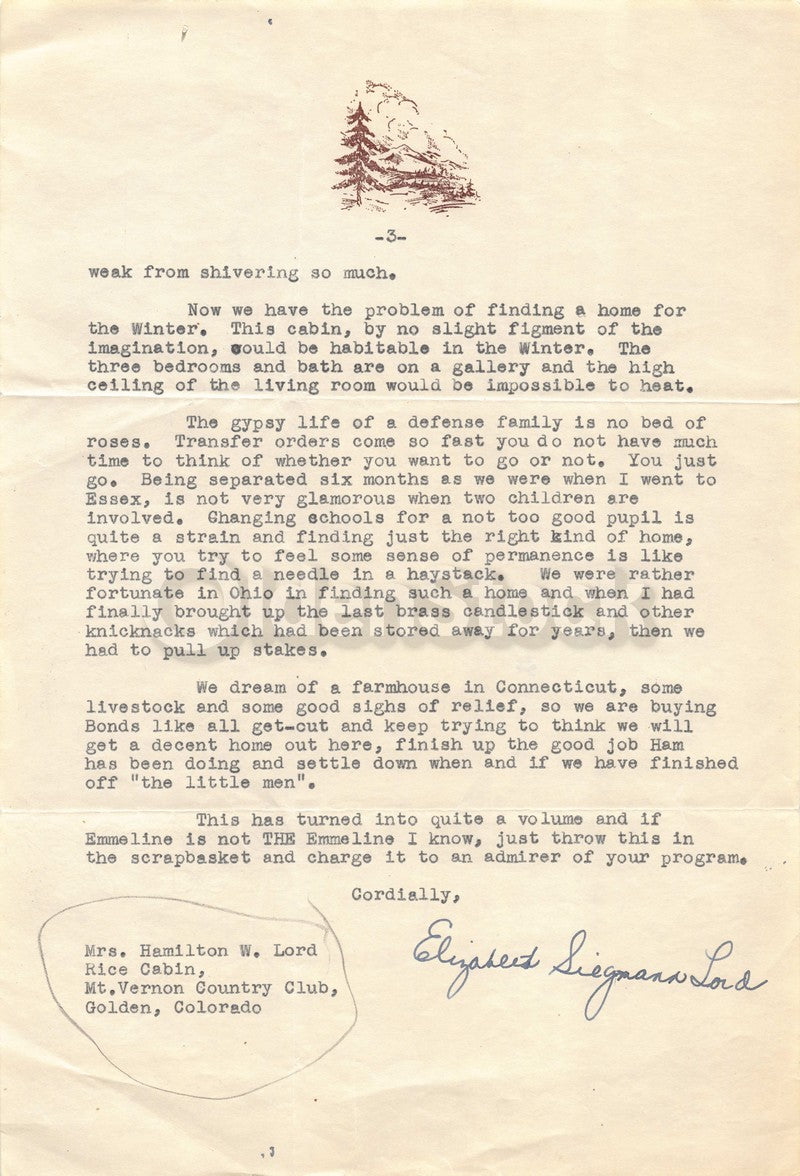 -3-
weak from shivering so much.
Now we have the problem of finding a home for
the Winter. This cabin, by no slight figment of the
imagination, could be habitable in the Winter. The
three bedrooms and bath are on a gallery and the high
ceiling of the living room would be impossible to heat.
The gypsy life of a defense family is no bed of
roses. Transfer orders come so fast you do not have much
time to think of whether you want to go or not. You just
go. Being separated six months as we were when I went to
Essex, is not very glamorous when two children are
involved. Changing schools for a not too good pupil is
quite a strain and finding just the right kind of home,
where you try to feel some sense of permanence is like
trying to find a needle in a haystack. We were rather
fortunate in Ohio in finding such a home and when I had
finally brought up the last brass candlestick and other
knicknacks which had been stored away for years, then we
had to pull up stakes.
We dream of a farmhouse in Connecticut, some
livestock and some good sighs of relief, so we are buying
Bonds like all get-out and keep trying to think we will
get a decent home out here, finish up the good job Ham
has been doing and settle down when and if we have finished
off "the little men".
This has turned into quite a volume and if
Emmeline is not THE Emmeline I know, just throw this in
the scrapbasket and charge it to an admirer of your program.
Cordially,
Elizabeth Siegmann Lord
Mrs. Hamilton W. Lord
Rice Cabin,
Mt.Vernon Country Club,
Golden, Colorado
3